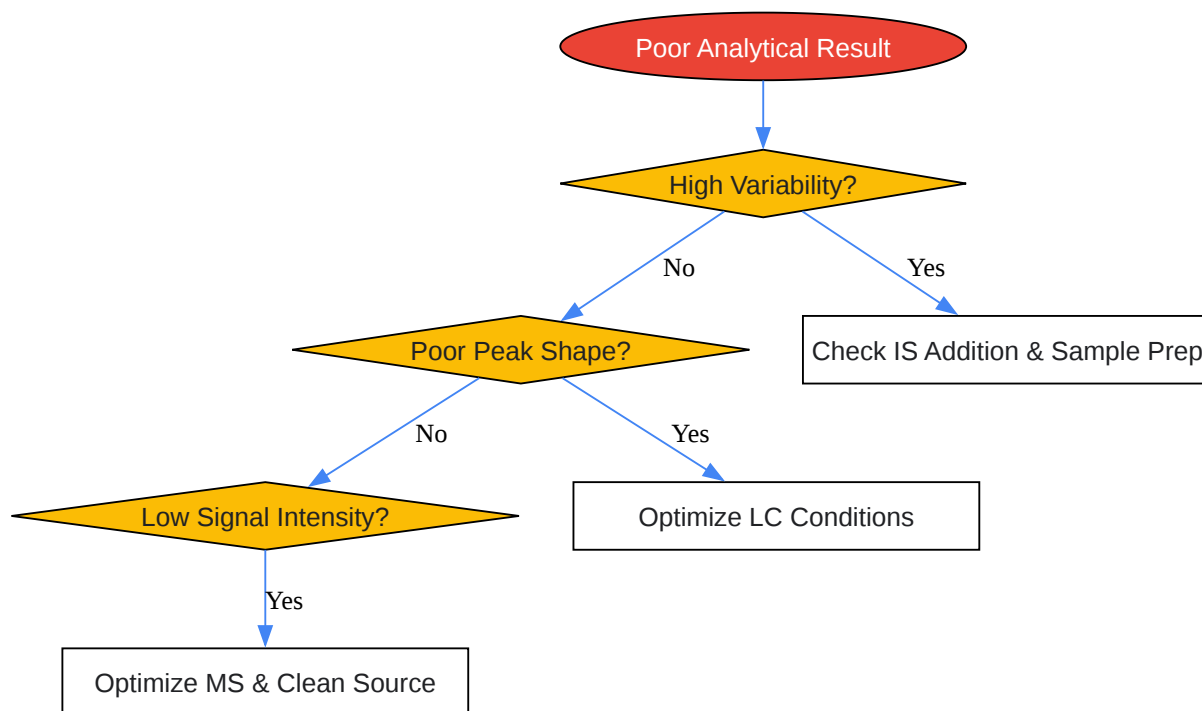 Poor Analytical Result
High Variability?
No
Yes
Poor Peak Shape?
Check IS Addition & Sample Prep
No
Yes
Low Signal Intensity?
Optimize LC Conditions
Yes
Optimize MS & Clean Source